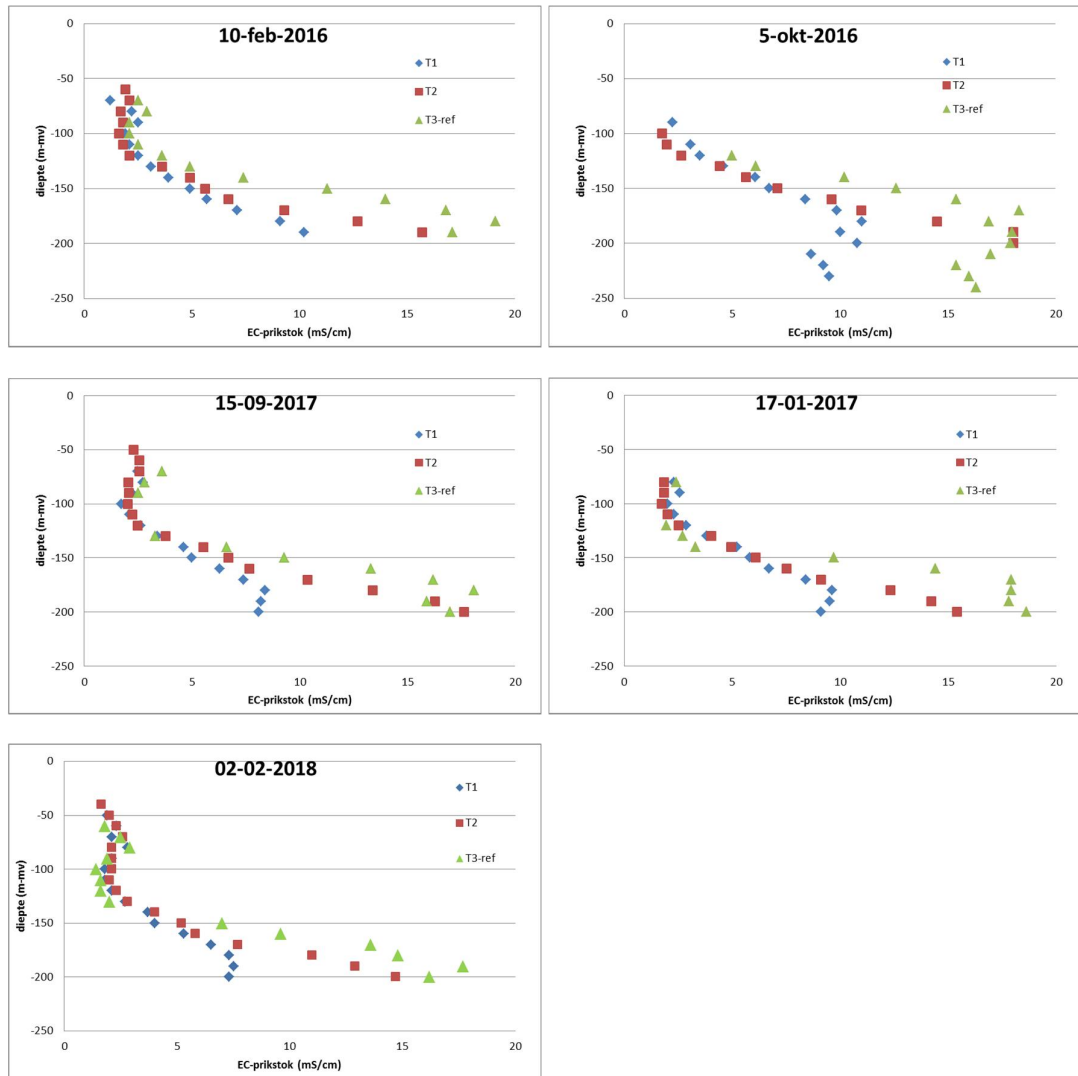 10-feb-2016
T1
T2
T3-ref
0
-50
-100
-150
-200
-250
diepte (m-mv)
0 5 10 15 20
EC-prikstok (mS/cm)
5-okt-2016
T1
T2
T3-ref
0
-50
-100
-150
-200
-250
diepte (m-mv)
0 5 10 15 20
EC-prikstok (mS/cm)
15-09-2017
T1
T2
T3-ref
0
-50
-100
-150
-200
-250
diepte (m-mv)
0 5 10 15 20
EC-prikstok (mS/cm)
17-01-2017
T1
T2
T3-ref
0
-50
-100
-150
-200
-250
diepte (m-mv)
0 5 10 15 20
EC-prikstok (mS/cm)
02-02-2018
T1
T2
T3-ref
0
-50
-100
-150
-200
-250
diepte (m-mv)
0 5 10 15 20
EC-prikstok (mS/cm)